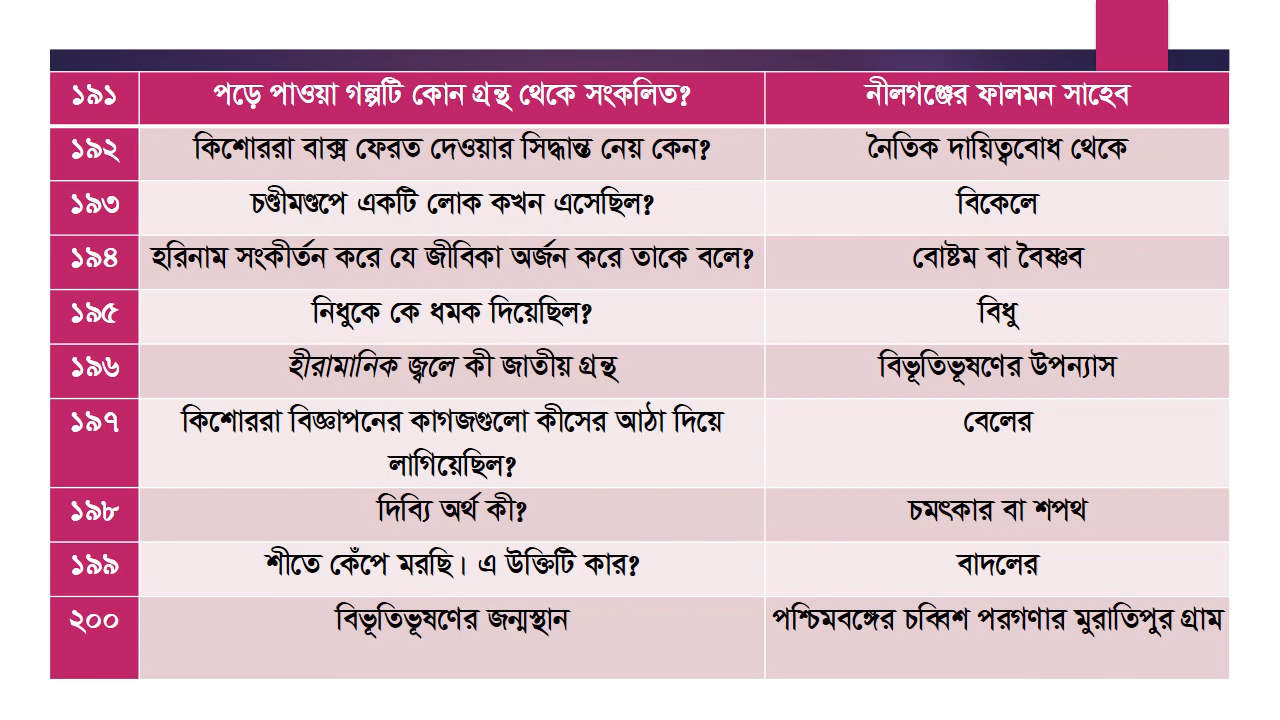 ১৯১ পড়ে পাওয়া গল্পটি কোন গ্রন্থ থেকে সংকলিত? নীলগঞ্জের ফালমন সাহেব
১৯২ কিশোররা বাক্স ফেরত দেওয়ার সিদ্ধান্ত নেয় কেন? নৈতিক দায়িত্ববোধ থেকে
১৯৩ চণ্ডীমণ্ডপে একটি লোক কখন এসেছিল? বিকেলে
১৯৪ হরিনাম সংকীর্তন করে যে জীবিকা অর্জন করে তাকে বলে? বোষ্টম বা বৈষ্ণব
১৯৫ নিধুকে কে ধমক দিয়েছিল? বিধু
১৯৬ হীরামানিক জ্বলে কী জাতীয় গ্রন্থ বিভূতিভূষণের উপন্যাস
১৯৭ কিশোররা বিজ্ঞাপনের কাগজগুলো কীসের আঠা দিয়ে বেলের
লাগিয়েছিল?
১৯৮ দিব্যি অর্থ কী? চমৎকার বা শপথ
১৯৯ শীতে কেঁপে মরছি। এ উক্তিটি কার? বাদলের
২০০ বিভূতিভূষণের জন্মস্থান পশ্চিমবঙ্গের চব্বিশ পরগণার মুরাতিপুর গ্রাম